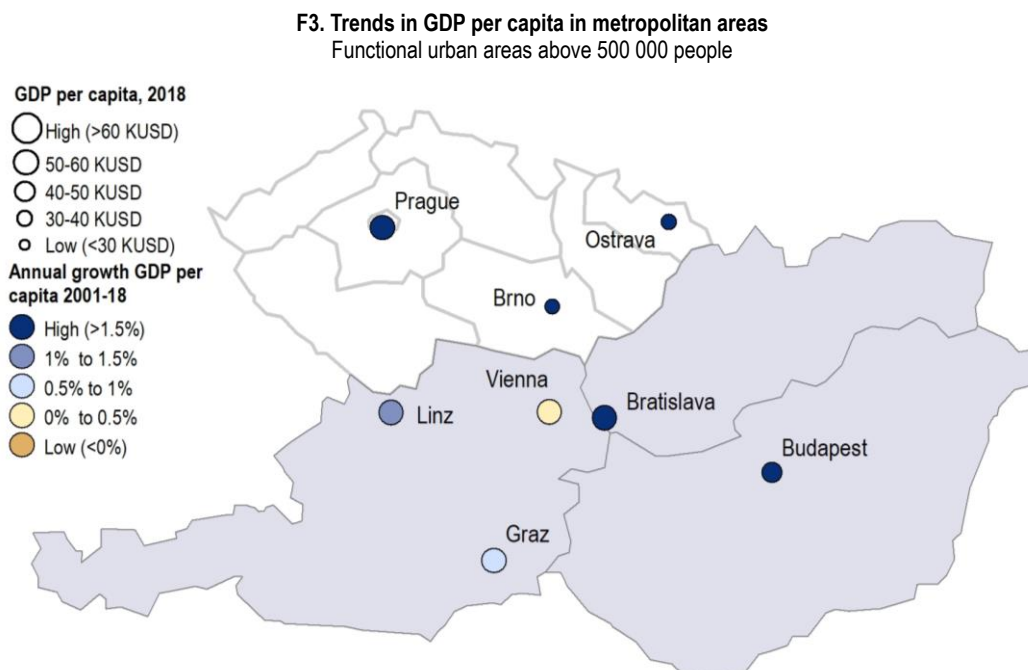 F3. Trends in GDP per capita in metropolitan areas
Functional urban areas above 500 000 people
GDP per capita, 2018
High (>60 KUSD)
50-60 KUSD
40-50 KUSD
30-40 KUSD
Low (<30 KUSD)
Annual growth GDP per
capita 2001-18
High (>1.5%)
1% to 1.5%
0.5% to 1%
0% to 0.5%
Low (<0%)
Prague
Ostrava
Brno
Vienna
Linz
Bratislava
Budapest
Graz